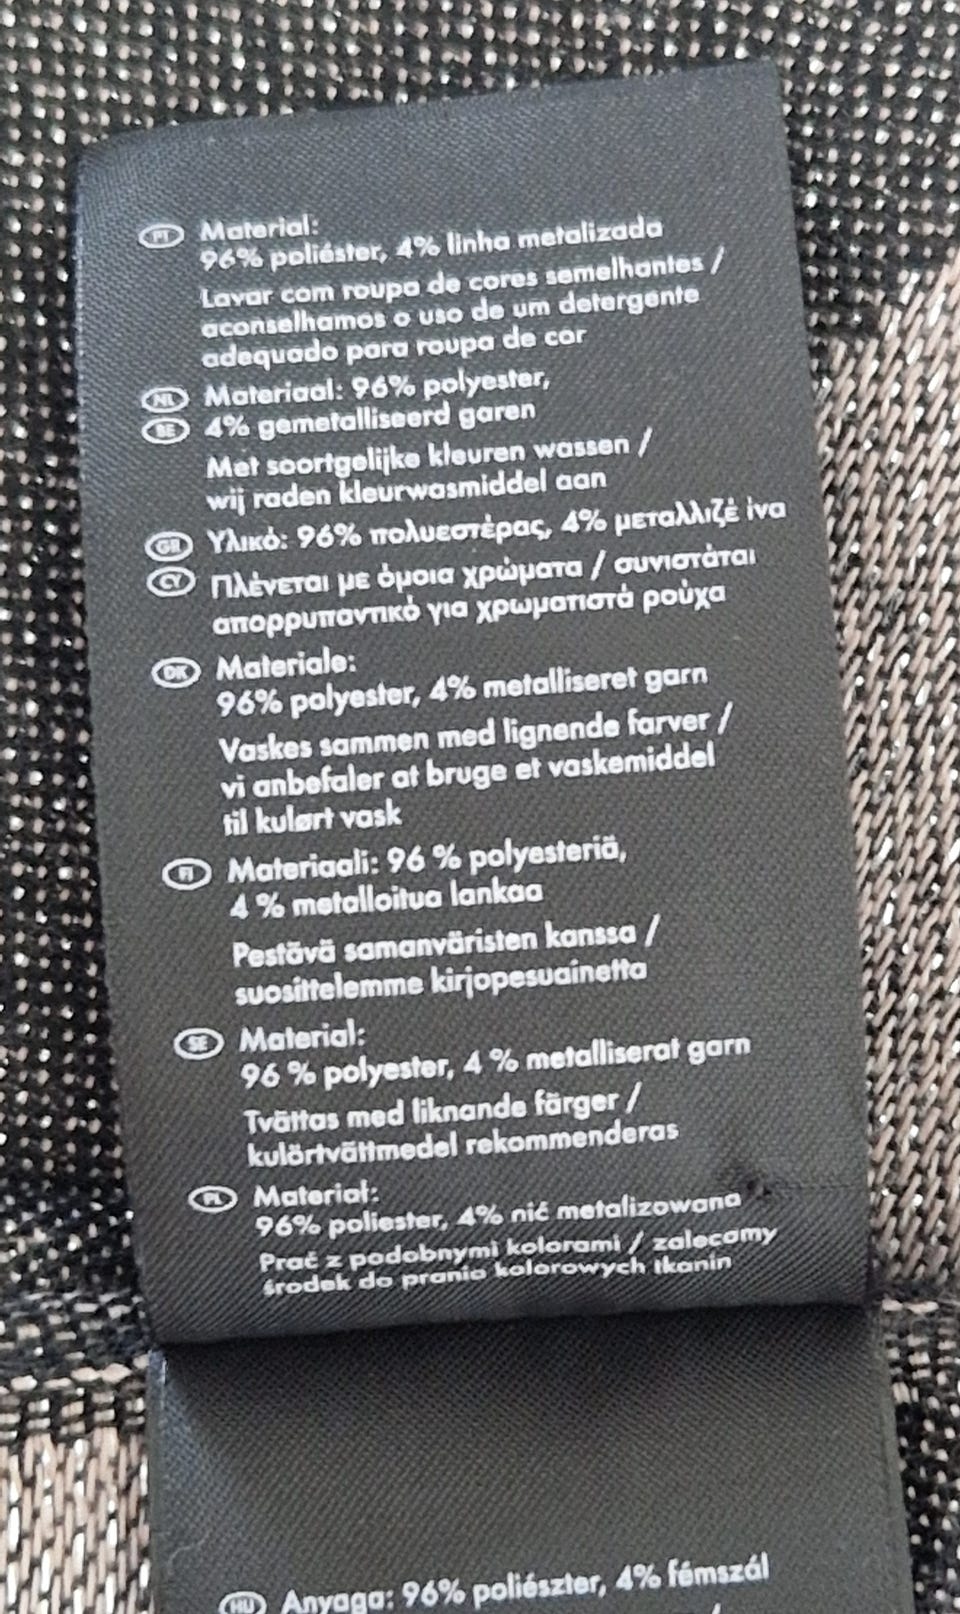 PT Material:
96% poliéster, 4% linha metalizada
Lavar com roupa de cores semelhantes /
aconselhamos o uso de um detergente
adequado para roupa de cor
NL Materiaal: 96% polyester,
BE 4% gemetalliseerd garen
Met soortgelijke kleuren wassen /
wij raden kleurwasmiddel aan
GR Υλικό: 96% πολυεστέρας, 4% μεταλλιζέ ίνα
CY Πλένεται με όμοια χρώματα / συνιστάται
απορρυπαντικό για χρωματιστά ρούχα
DK Materiale:
96% polyester, 4% metalliseret garn
Vaskes sammen med lignende farver /
vi anbefaler at bruge et vaskemiddel
til kulørt vask
FI Materiaali: 96 % polyesteriä,
4 % metalloitua lankaa
Pestävä samanväristen kanssa /
suosittelemme kirjopesuainetta
SE Material:
96 % polyester, 4 % metalliserat garn
Tvättas med liknande färger /
kulörtvättmedel rekommenderas
PL Materiał:
96% poliester, 4% nić metalizowana
Prać z podobnymi kolorami / zalecamy
środek do prania kolorowych tkanin
HU Anyaga: 96% poliészter, 4% fémszál